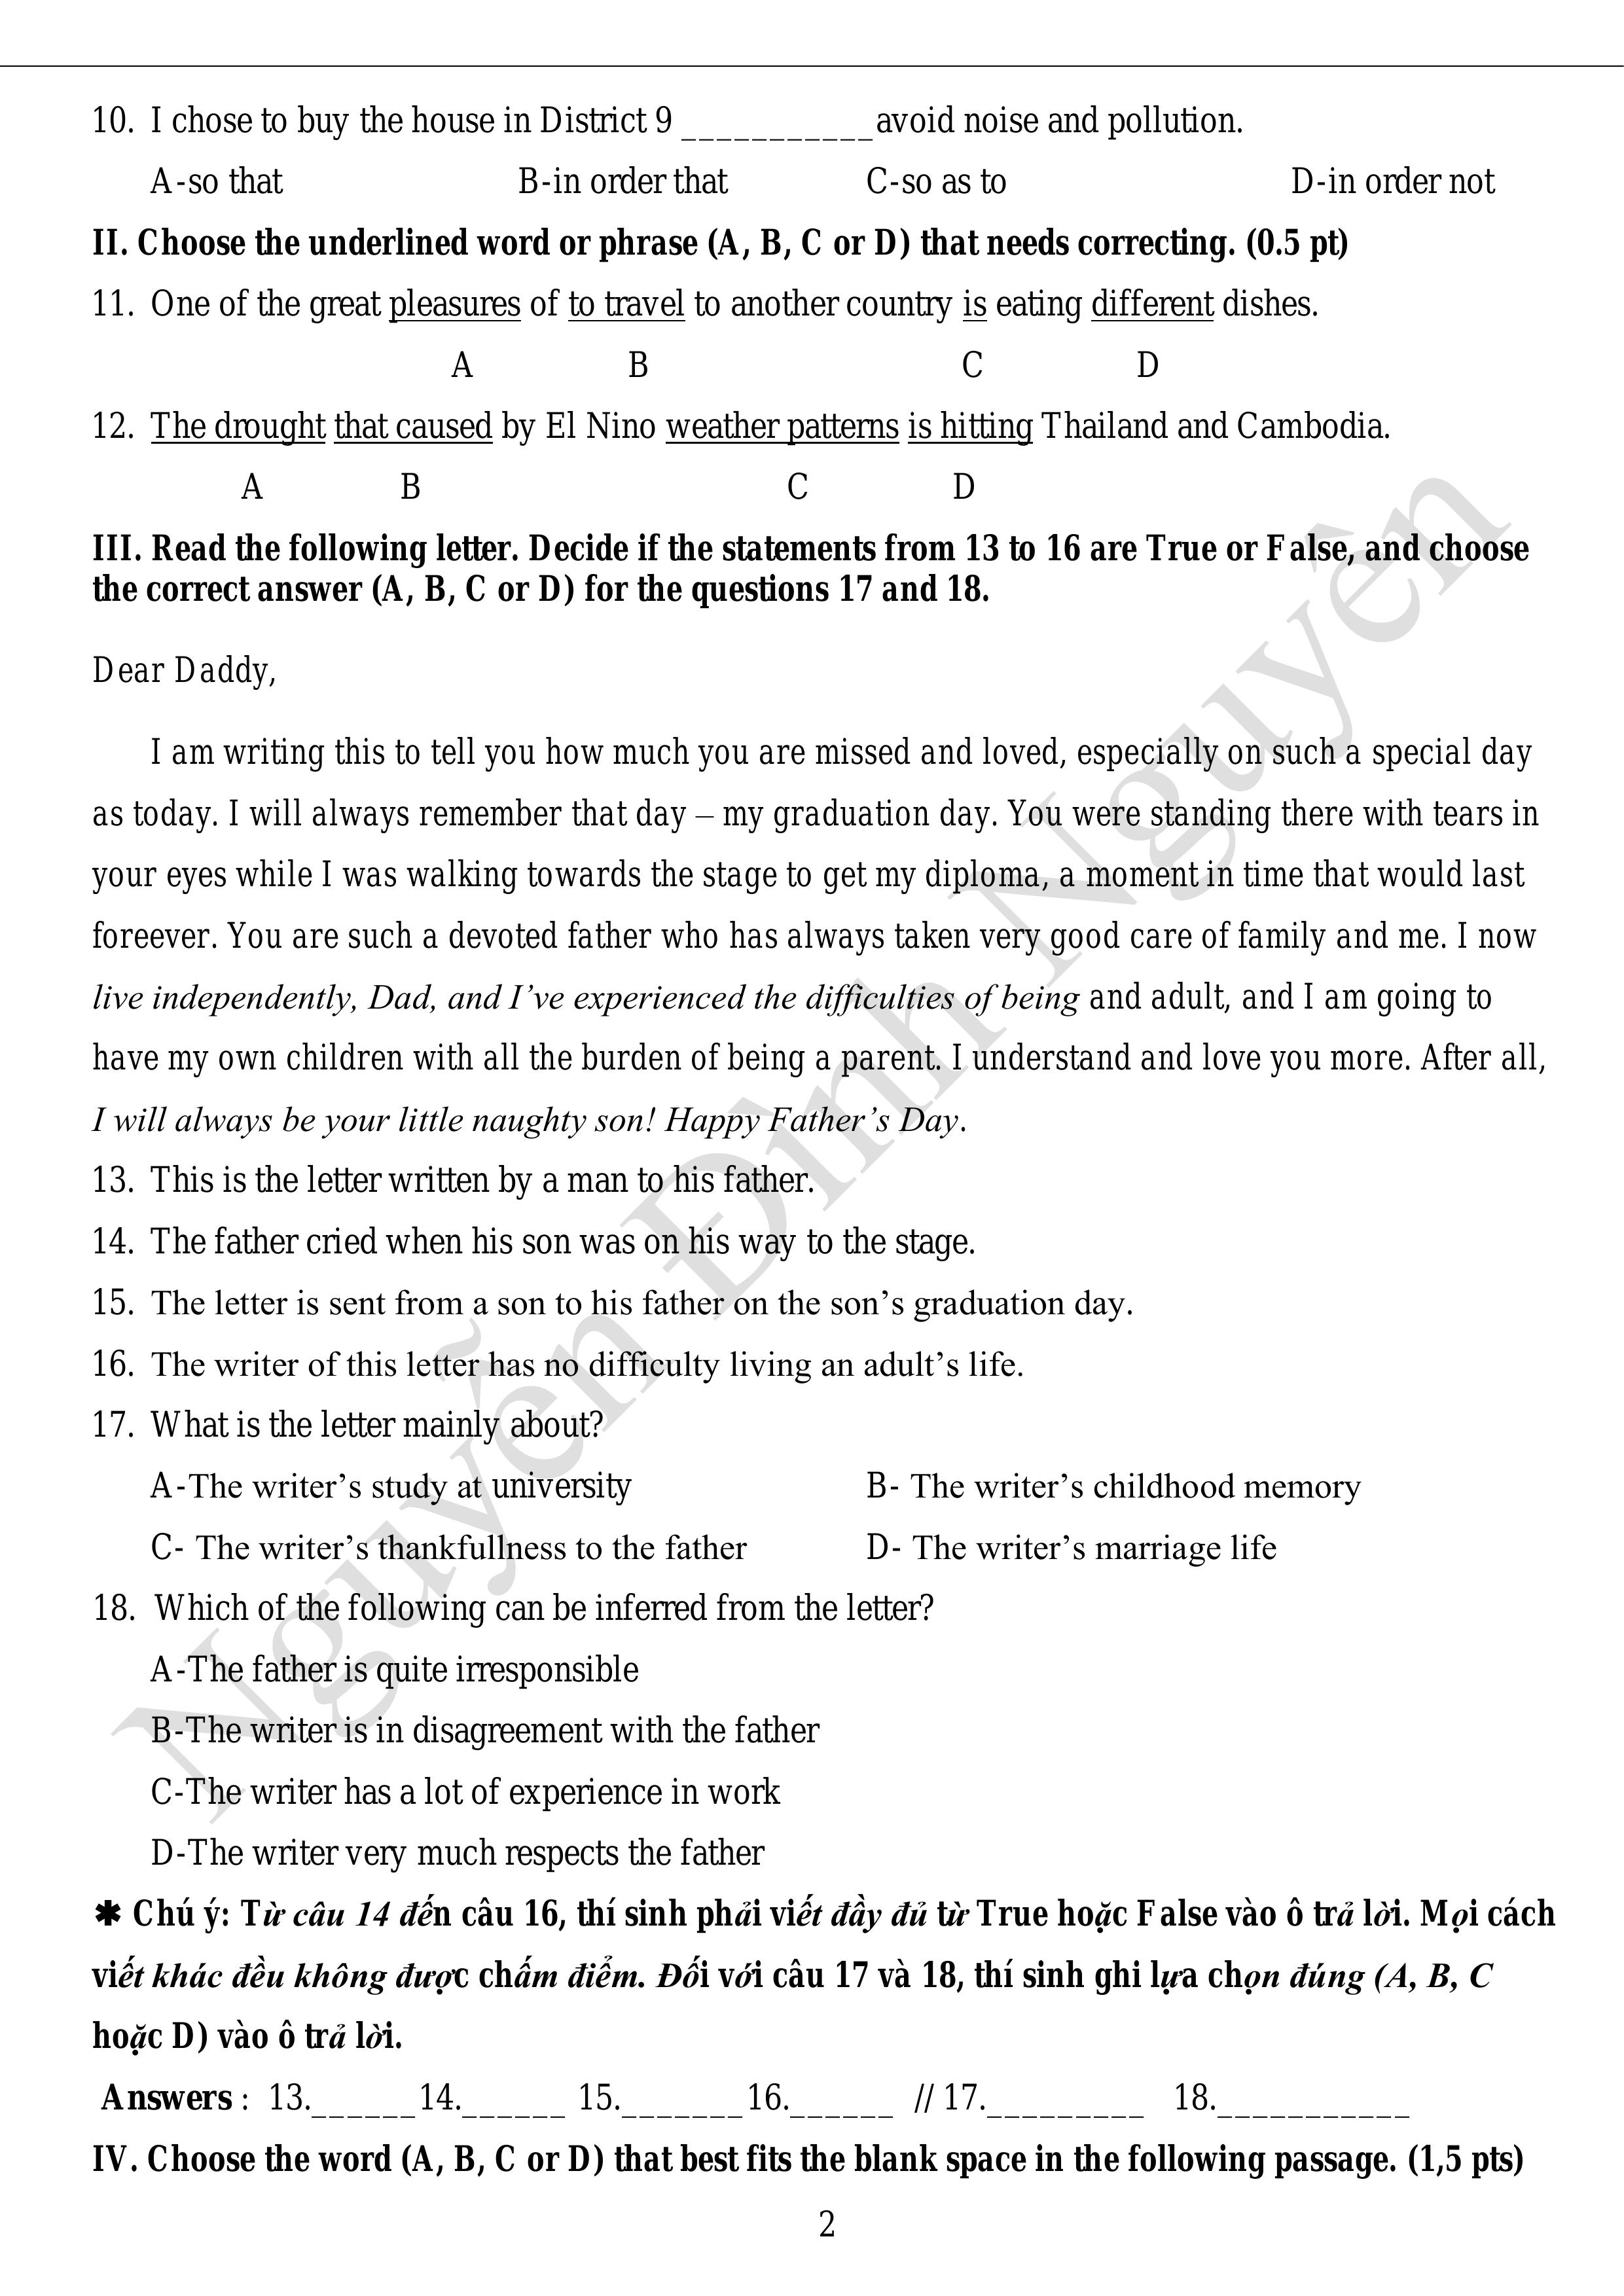 10. I chose to buy the house in District 9 ___________avoid noise and pollution.
A-so that B-in order that C-so as to D-in order not
II. Choose the underlined word or phrase (A, B, C or D) that needs correcting. (0.5 pt)
11. One of the great pleasures of to travel to another country is eating different dishes.
A B C D
12. The drought that caused by El Nino weather patterns is hitting Thailand and Cambodia.
A B C D
III. Read the following letter. Decide if the statements from 13 to 16 are True or False, and choose
the correct answer (A, B, C or D) for the questions 17 and 18.
Dear Daddy,
I am writing this to tell you how much you are missed and loved, especially on such a special day
as today. I will always remember that day – my graduation day. You were standing there with tears in
your eyes while I was walking towards the stage to get my diploma, a moment in time that would last
foreever. You are such a devoted father who has always taken very good care of family and me. I now
live independently, Dad, and I’ve experienced the difficulties of being and adult, and I am going to
have my own children with all the burden of being a parent. I understand and love you more. After all,
I will always be your little naughty son! Happy Father’s Day.
13. This is the letter written by a man to his father.
14. The father cried when his son was on his way to the stage.
15. The letter is sent from a son to his father on the son’s graduation day.
16. The writer of this letter has no difficulty living an adult’s life.
17. What is the letter mainly about?
A-The writer’s study at university B- The writer’s childhood memory
C- The writer’s thankfullness to the father D- The writer’s marriage life
18. Which of the following can be inferred from the letter?
A-The father is quite irresponsible
B-The writer is in disagreement with the father
C-The writer has a lot of experience in work
D-The writer very much respects the father
✱ Chú ý: Từ câu 14 đến câu 16, thí sinh phải viết đầy đủ từ True hoặc False vào ô trả lời. Mọi cách
viết khác đều không được chấm điểm. Đối với câu 17 và 18, thí sinh ghi lựa chọn đúng (A, B, C
hoặc D) vào ô trả lời.
Answers : 13.______14.______ 15._______16.______ // 17._________ 18.___________
IV. Choose the word (A, B, C or D) that best fits the blank space in the following passage. (1,5 pts)
2
Nguyễn Đình Nguyền